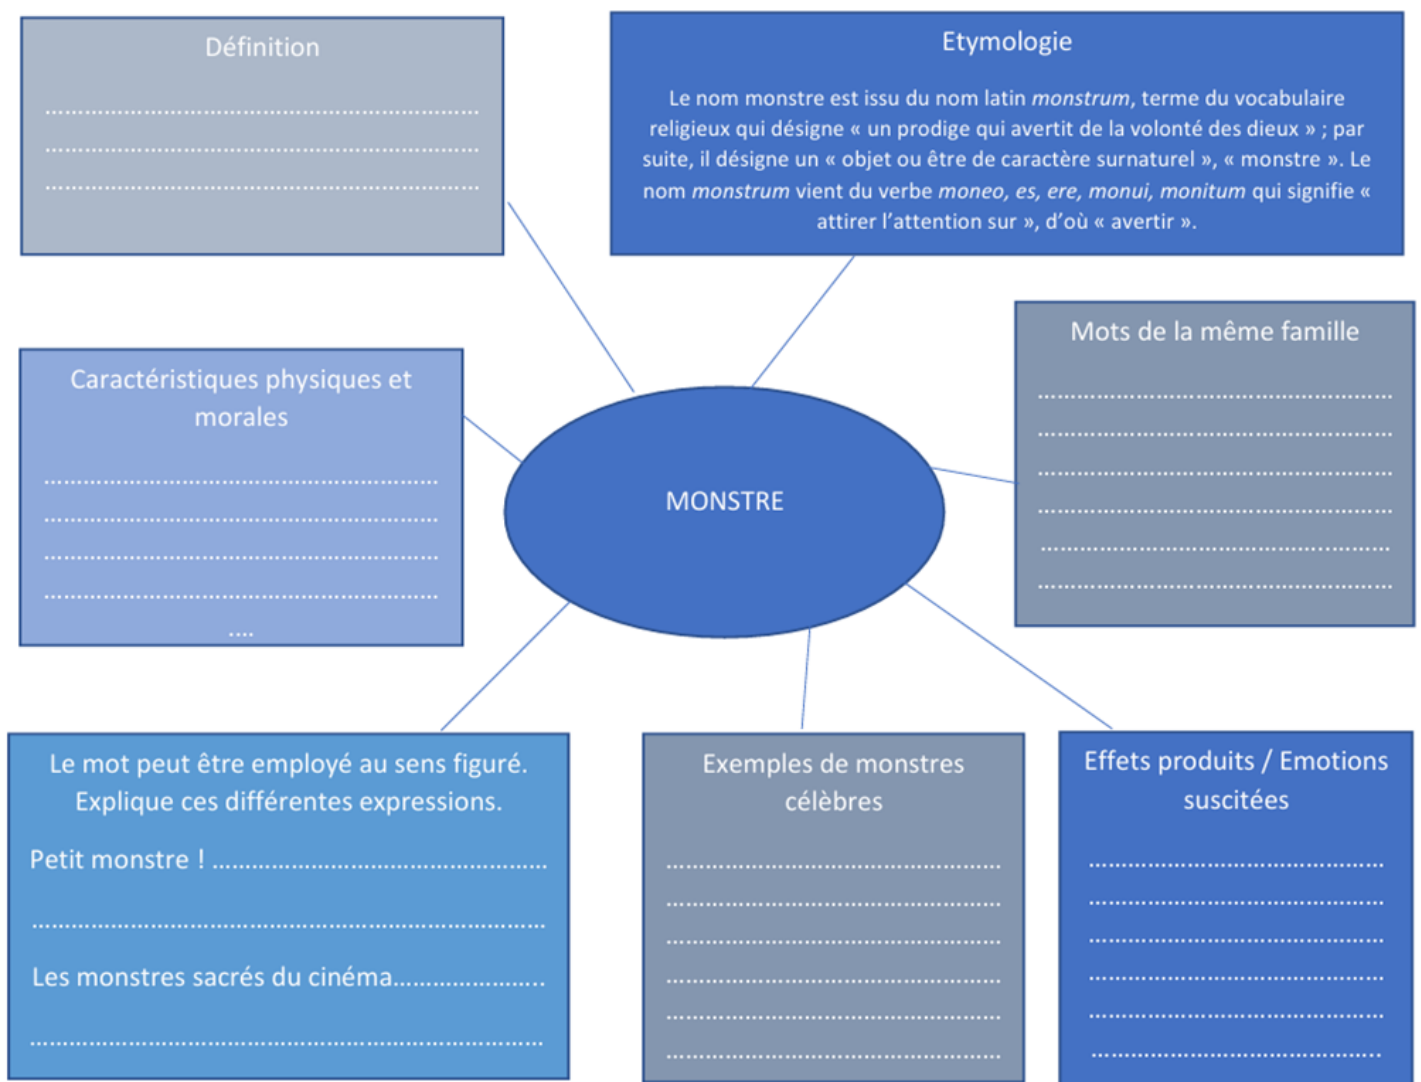 Définition
……………………………………………………………
……………………………………………………………
……………………………………………………………
Etymologie
Le nom monstre est issu du nom latin monstrum, terme du vocabulaire
religieux qui désigne « un prodige qui avertit de la volonté des dieux » ; par
suite, il désigne un « objet ou être de caractère surnaturel », « monstre ». Le
nom monstrum vient du verbe moneo, es, ere, monui, monitum qui signifie «
attirer l’attention sur », d’où « avertir ».
Caractéristiques physiques et
morales
………………………………………………………
………………………………………………………
………………………………………………………
………………………………………………………
….
MONSTRE
Mots de la même famille
…………………………………………………
…………………………………………………
…………………………………………………
…………………………………………………
…………………………………………………
…………………………………………………
Le mot peut être employé au sens figuré.
Explique ces différentes expressions.
Petit monstre ! ……………………………………………
………………………………………………………………………
Les monstres sacrés du cinéma…………………..
………………………………………………………………………
Exemples de monstres
célèbres
………………………………………………
………………………………………………
………………………………………………
………………………………………………
………………………………………………
………………………………………………
Effets produits / Emotions
suscitées
…………………………………………
…………………………………………
…………………………………………
…………………………………………
…………………………………………
………………………………………..